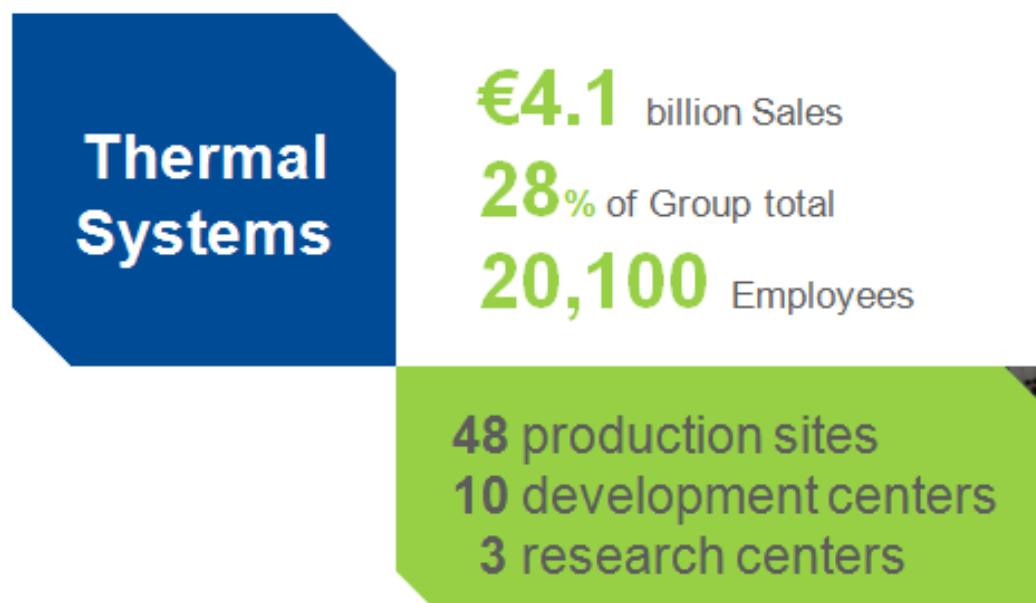 Thermal
Systems
€4.1 billion Sales
28% of Group total
20,100 Employees
48 production sites
10 development centers
3 research centers